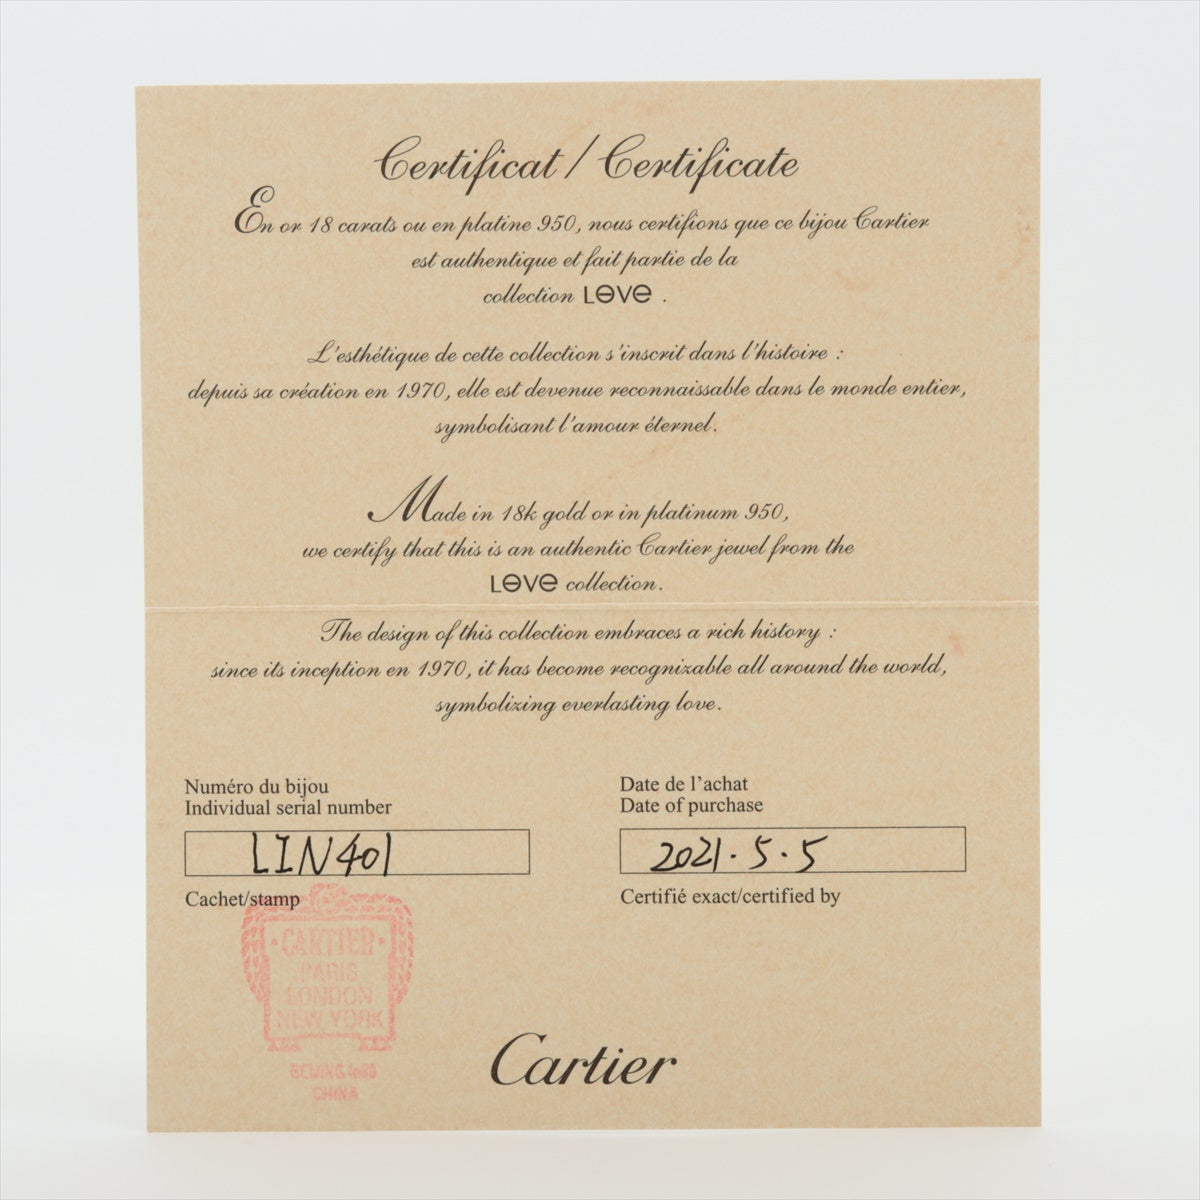 Certificat / Certificate
En or 18 carats ou en platine 950, nous certifions que ce bijou Cartier
est authentique et fait partie de la
collection LOVE .
L'esthétique de cette collection s'inscrit dans l'histoire :
depuis sa création en 1970, elle est devenue reconnaissable dans le monde entier,
symbolisant l'amour éternel.
Made in 18k gold or in platinum 950,
we certify that this is an authentic Cartier jewel from the
LOVE collection.
The design of this collection embraces a rich history :
since its inception en 1970, it has become recognizable all around the world,
symbolizing everlasting love.
Numéro du bijou
Individual serial number
LIN401
Date de l'achat
Date of purchase
2021.5.5
Cachet/stamp
Certifié exact/certified by
·CARTIER·
PARIS
LONDON
NEW YORK
CHINA
Cartier